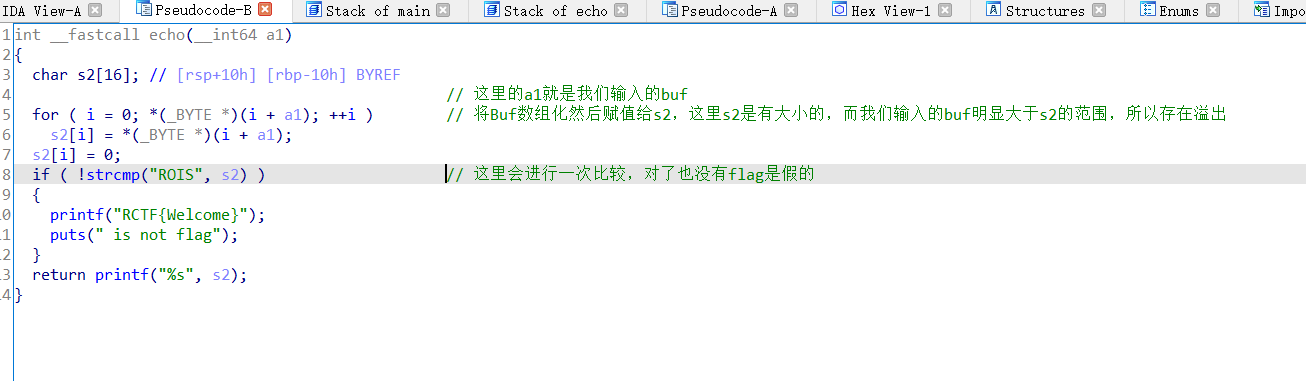 IDA View-A Pseudocode-B Stack of main Stack of echo Pseudocode-A Hex View-1 Structures Enums Impo
1 int __fastcall echo(__int64 a1)
2 {
3 char s2[16]; // [rsp+10h] [rbp-10h] BYREF
4 // 这里的a1就是我们输入的buf
5 for ( i = 0; *(_BYTE *)(i + a1); ++i ) // 将Buf数组化然后赋值给s2，这里s2是有大小的，而我们输入的buf明显大于s2的范围，所以存在溢出
6 s2[i] = *(_BYTE *)(i + a1);
7 s2[i] = 0;
8 if ( !strcmp("ROIS", s2) ) // 这里会进行一次比较，对了也没有flag是假的
9 {
.0 printf("RCTF{Welcome}");
.1 puts(" is not flag");
.2 }
.3 return printf("%s", s2);
.4 }